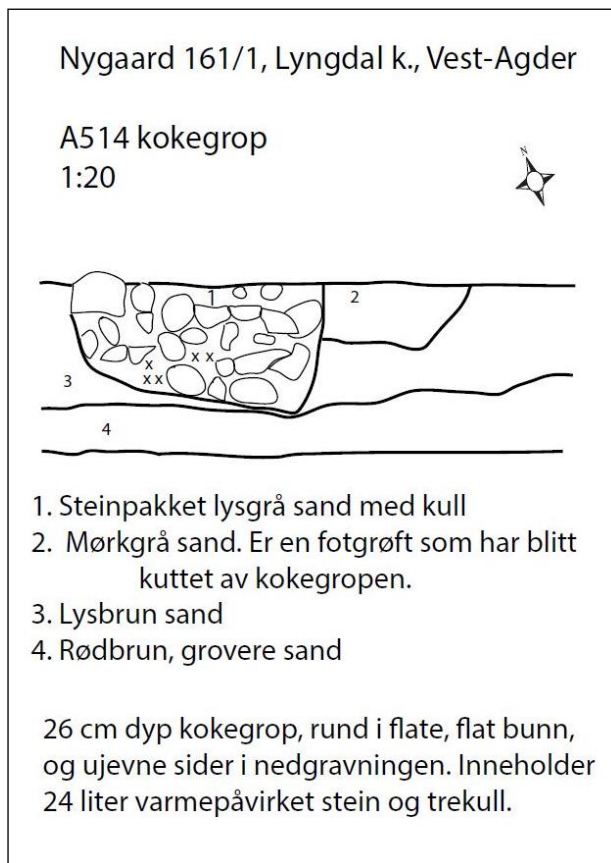 Nygaard 161/1, Lyngdal k., Vest-Agder
A514 kokegrop
1:20
N
1
2
x x
x
x x
3
4
1. Steinpakket lysgrå sand med kull
2. Mørkgrå sand. Er en fotgrøft som har blitt
kuttet av kokegropen.
3. Lysbrun sand
4. Rødbrun, grovere sand
26 cm dyp kokegrop, rund i flate, flat bunn,
og ujevne sider i nedgravningen. Inneholder
24 liter varmepåvirket stein og trekull.